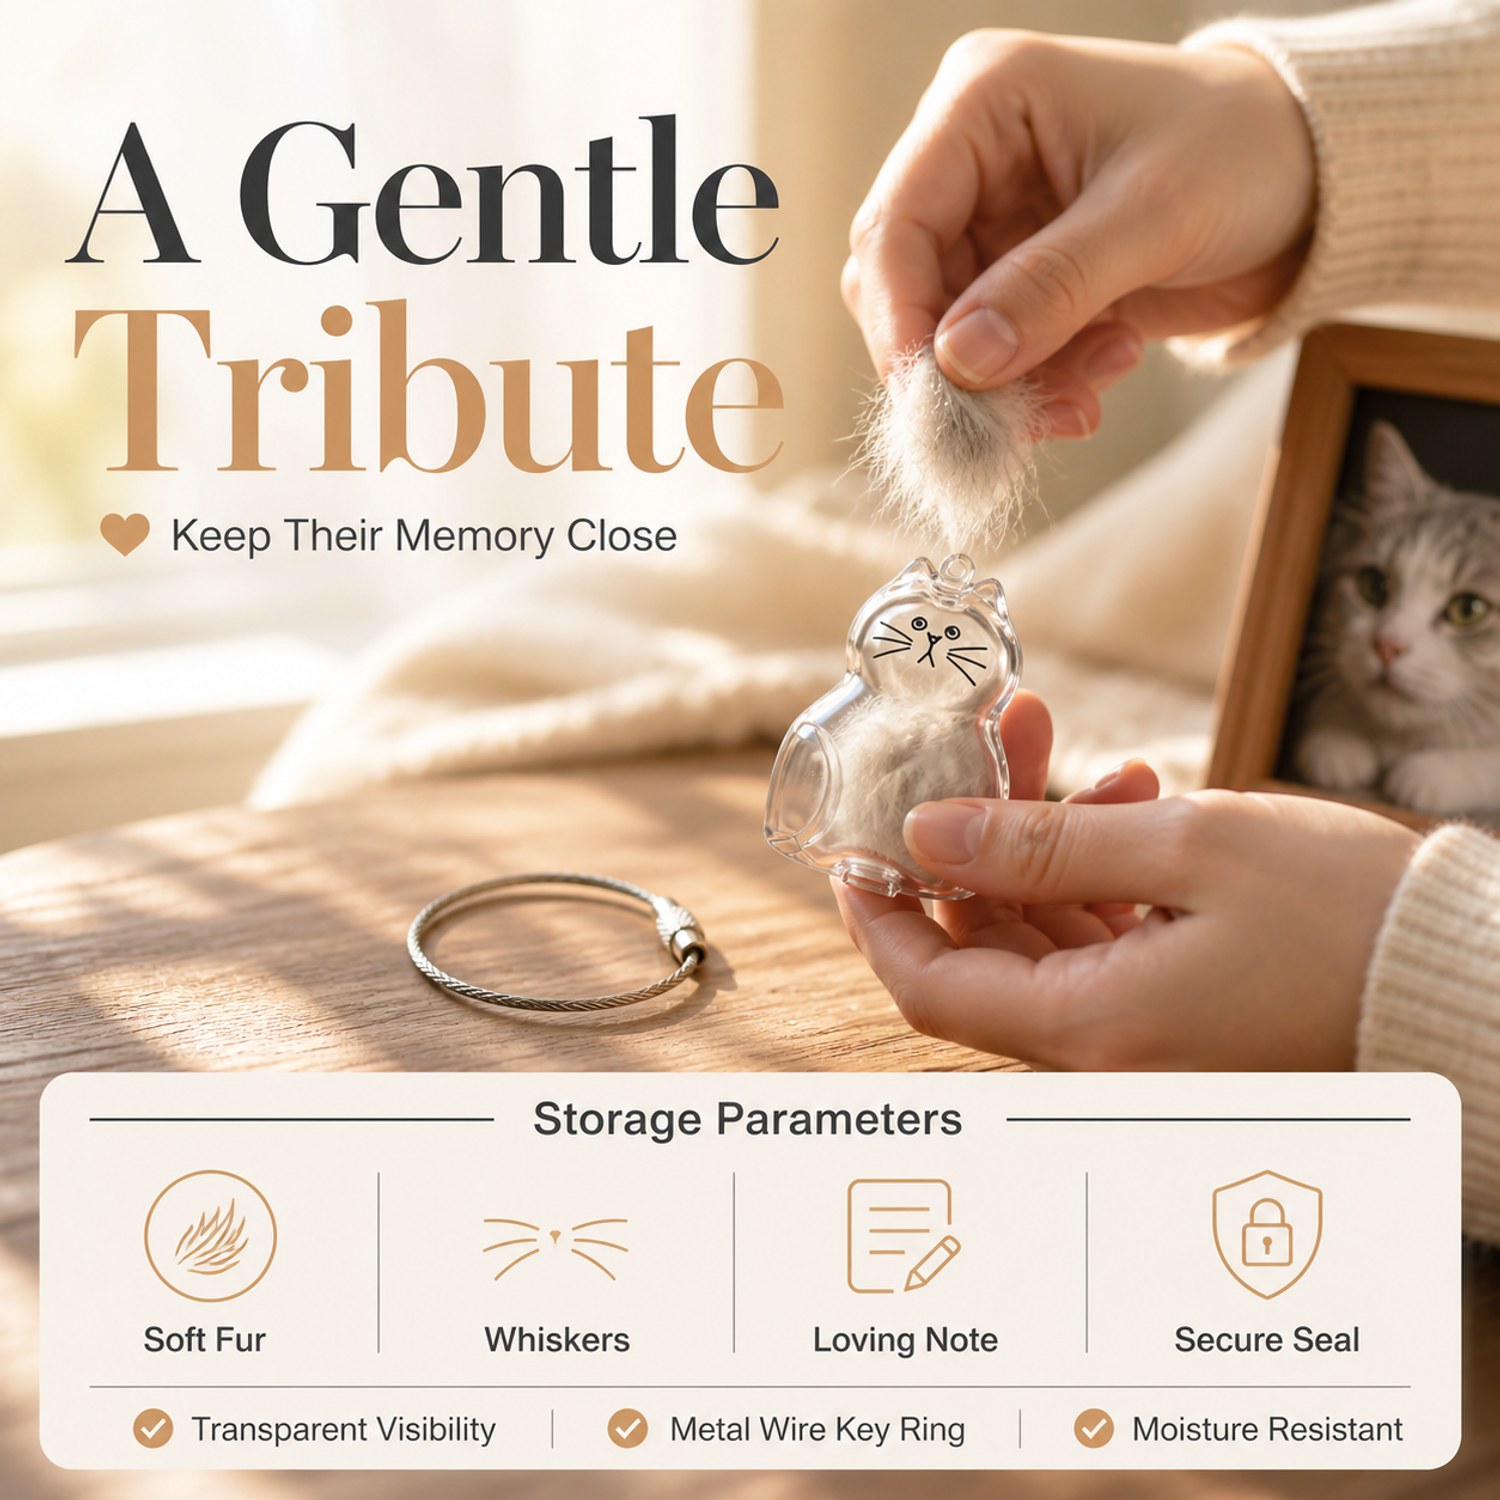 A Gentle
Tribute
Keep Their Memory Close
Storage Parameters
Soft Fur
Whiskers
Loving Note
Secure Seal
Transparent Visibility
Metal Wire Key Ring
Moisture Resistant